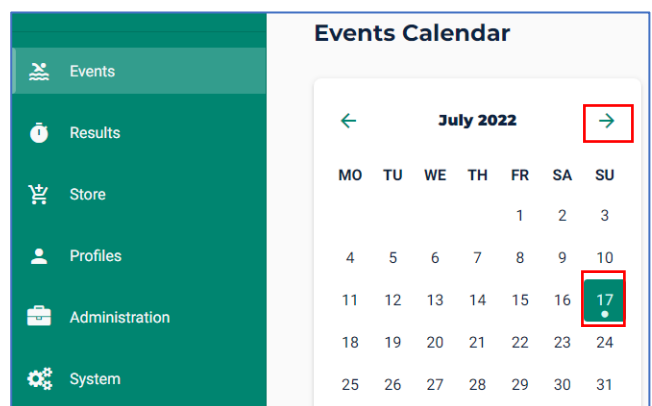 Events
Results
Store
Profiles
Administration
System
Events Calendar
July 2022
MO TU WE TH FR SA SU
1 2 3
4 5 6 7 8 9 10
11 12 13 14 15 16 17
18 19 20 21 22 23 24
25 26 27 28 29 30 31